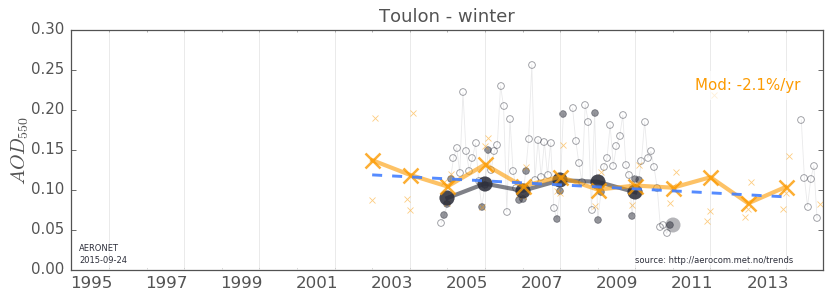 Toulon - winter
0.30
0.25
0.20
0.15
0.10
0.05
0.00
AOD550
Mod: -2.1%/yr
AERONET
2015-09-24
source: http://aerocom.met.no/trends
1995 1997 1999 2001 2003 2005 2007 2009 2011 2013